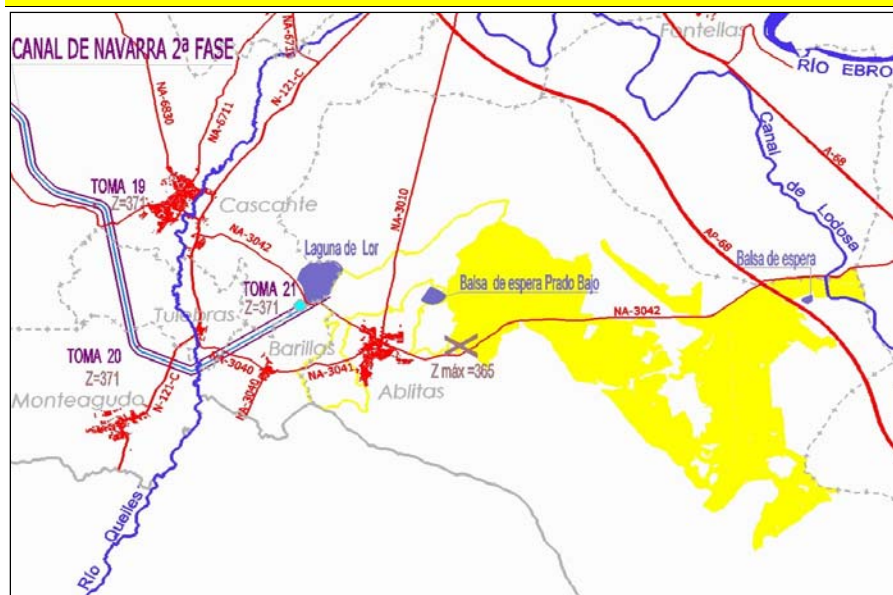 CANAL DE NAVARRA 2ª FASE
NA-6830
NA-6711
N-121-C
Fontellas
RÍO EBRO
Canal de Lodosa
A-68
AP-68
TOMA 19
Z=371
Cascante
NA-3042
NA-3010
Laguna de Lor
Balsa de espera Prado Bajo
Balsa de espera
TOMA 21
Z=371
Tulebras
NA-3042
TOMA 20
Z=371
NA-3040
Barillas
NA-3041
NA-3040
Z máx =365
Ablitas
Monteagudo
N-121-C
Río Queiles